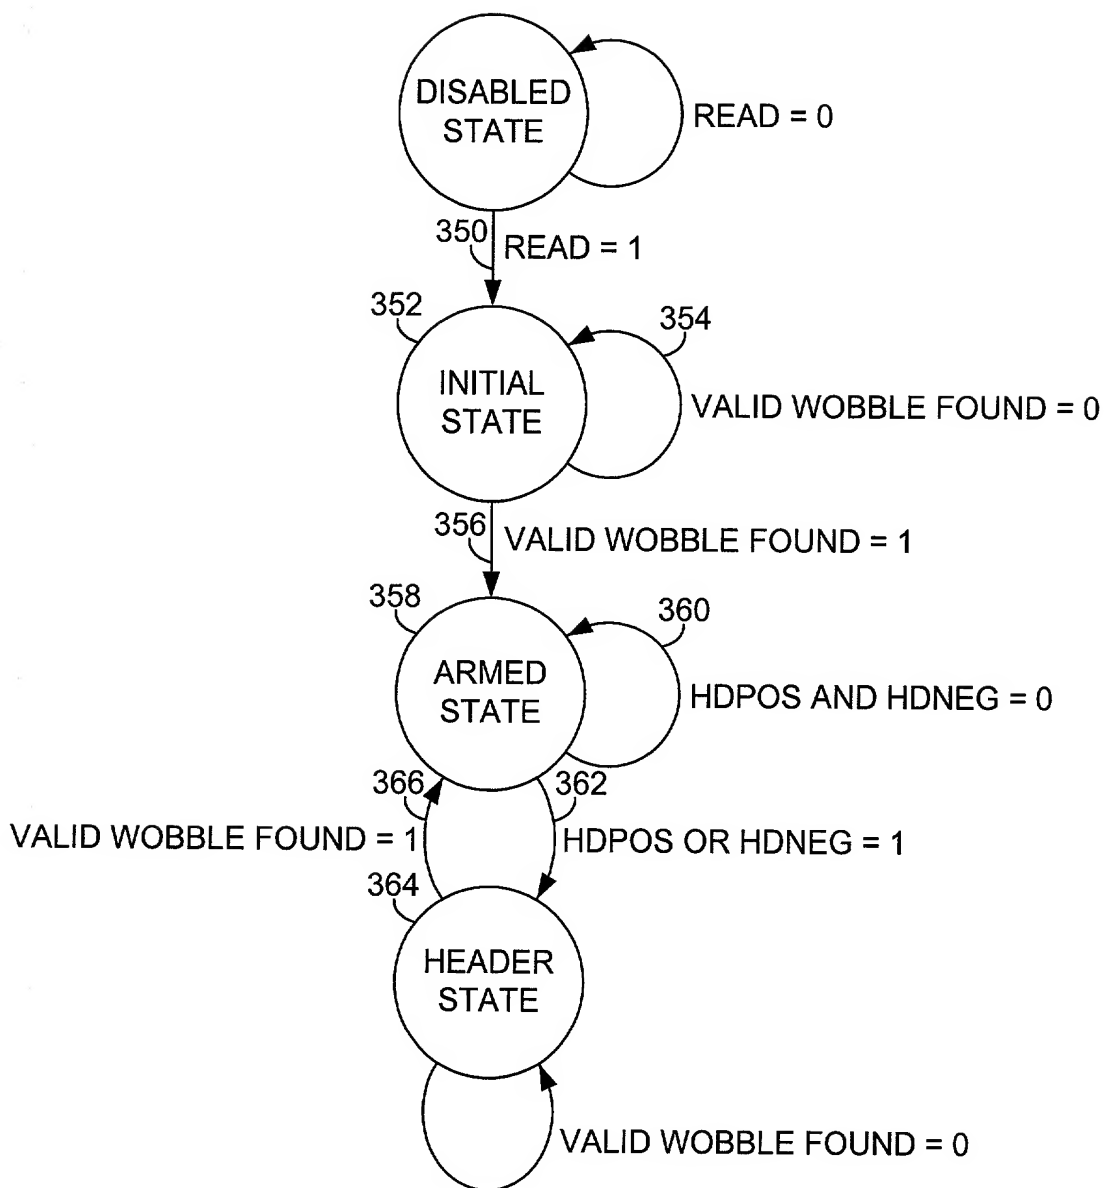 DISABLED
STATE
READ = 0
350
READ = 1
352
354
INITIAL
STATE
VALID WOBBLE FOUND = 0
356
VALID WOBBLE FOUND = 1
358
360
ARMED
STATE
HDPOS AND HDNEG = 0
366
362
VALID WOBBLE FOUND = 1
HDPOS OR HDNEG = 1
364
HEADER
STATE
VALID WOBBLE FOUND = 0